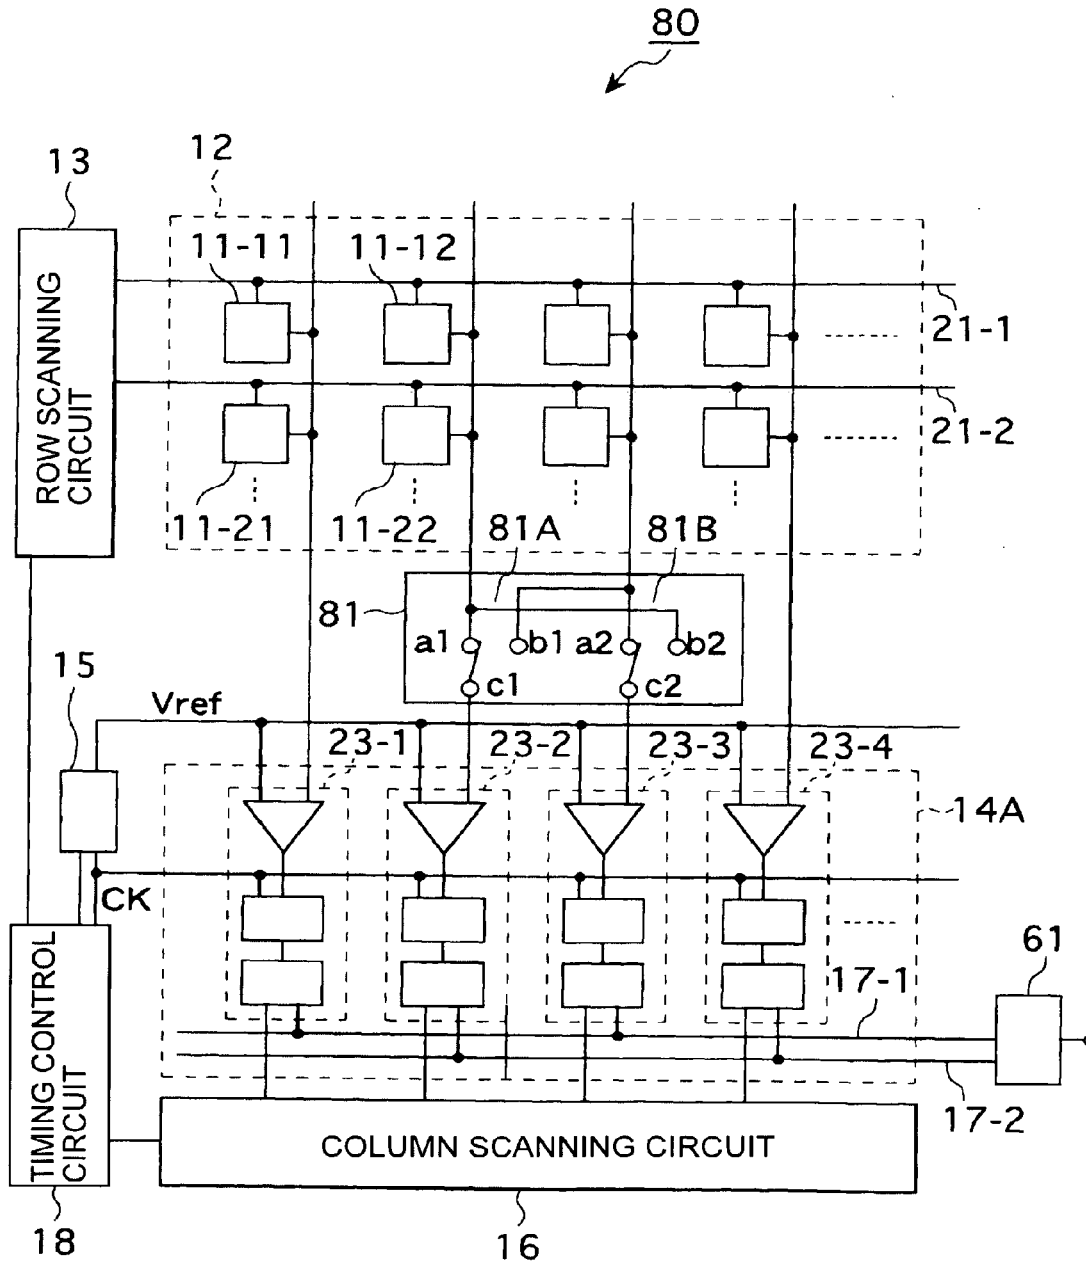 80
12
13
11-11
11-12
21-1
21-2
ROW SCANNING
CIRCUIT
11-21
11-22
81A
81B
81
a1
b1
a2
b2
c1
c2
15
Vref
23-1
23-2
23-3
23-4
14A
CK
61
17-1
17-2
TIMING CONTROL
CIRCUIT
COLUMN SCANNING CIRCUIT
18
16